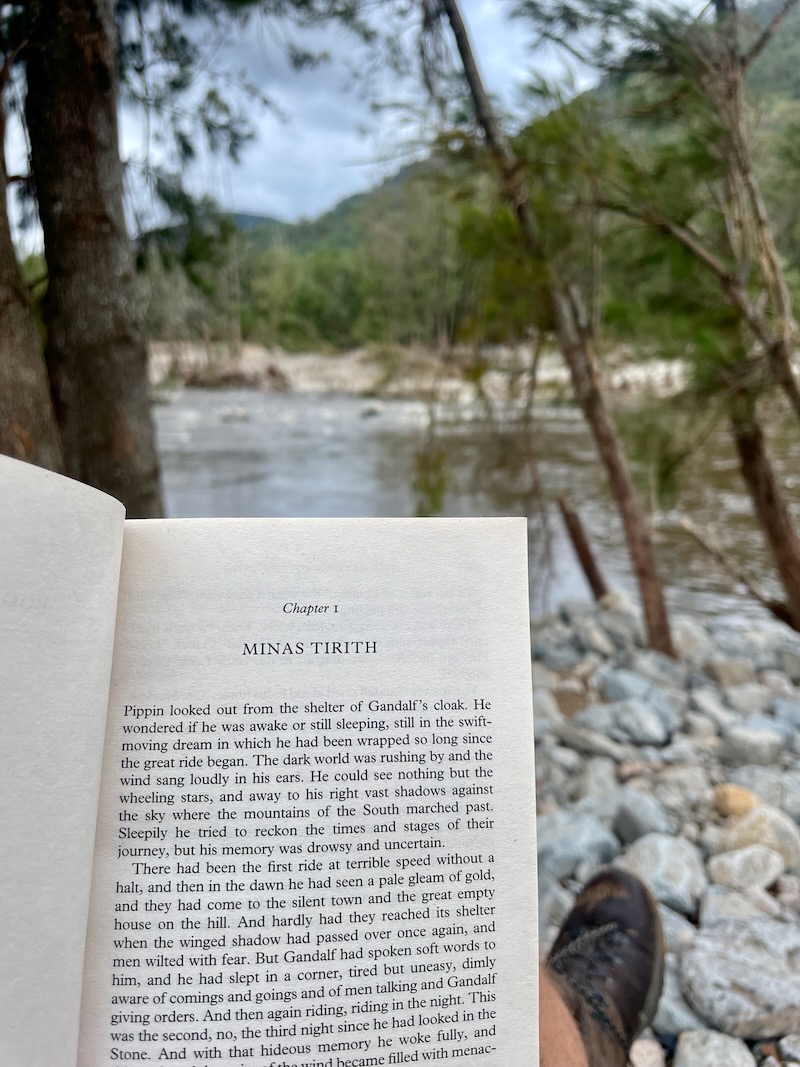 Chapter 1
MINAS TIRITH
Pippin looked out from the shelter of Gandalf's cloak. He
wondered if he was awake or still sleeping, still in the swift-
moving dream in which he had been wrapped so long since
the great ride began. The dark world was rushing by and the
wind sang loudly in his ears. He could see nothing but the
wheeling stars, and away to his right vast shadows against
the sky where the mountains of the South marched past.
Sleepily he tried to reckon the times and stages of their
journey, but his memory was drowsy and uncertain.
There had been the first ride at terrible speed without a
halt, and then in the dawn he had seen a pale gleam of gold,
and they had come to the silent town and the great empty
house on the hill. And hardly had they reached its shelter
when the winged shadow had passed over once again, and
men wilted with fear. But Gandalf had spoken soft words to
him, and he had slept in a corner, tired but uneasy, dimly
aware of comings and goings and of men talking and Gandalf
giving orders. And then again riding, riding in the night. This
was the second, no, the third night since he had looked in the
Stone. And with that hideous memory he woke fully, and
the wind became filled with menac-